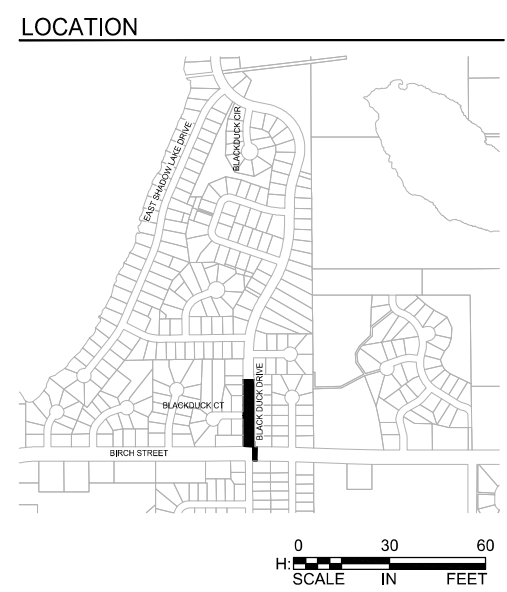 LOCATION
BLACKDUCK CIR
EAST SHADOW LAKE DRIVE
BLACK DUCK DRIVE
BLACKDUCK CT
BIRCH STREET
0 30 60
H:
SCALE IN FEET